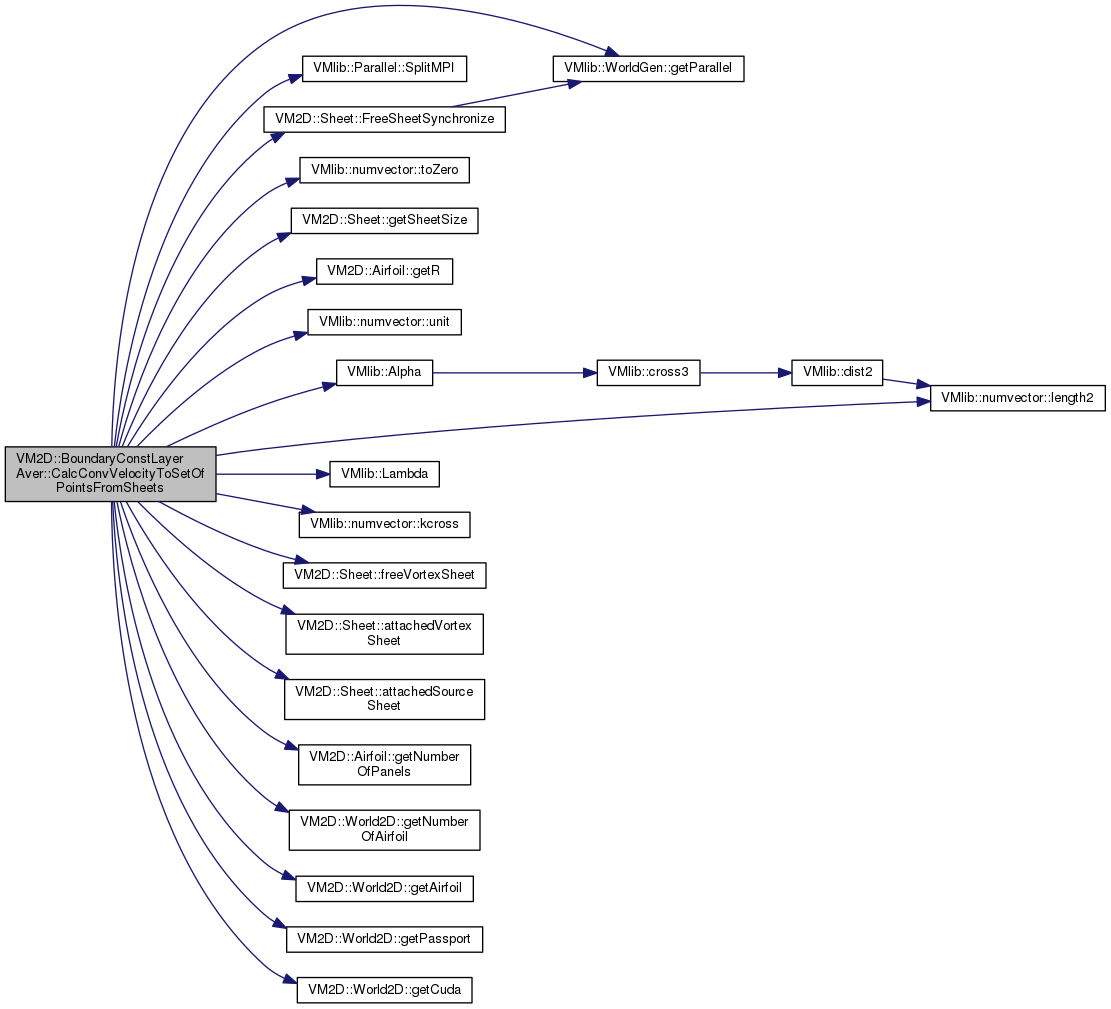 VMlib::WorldGen::getParallel
VMlib::Parallel::SplitMPI
VM2D::Sheet::FreeSheetSynchronize
VMlib::numvector::toZero
VM2D::Sheet::getSheetSize
VM2D::Airfoil::getR
VMlib::numvector::unit
VMlib::Alpha
VMlib::cross3
VMlib::dist2
VMlib::numvector::length2
VM2D::BoundaryConstLayer
Aver::CalcConvVelocityToSetOf
PointsFromSheets
VMlib::Lambda
VMlib::numvector::kcross
VM2D::Sheet::freeVortexSheet
VM2D::Sheet::attachedVortex
Sheet
VM2D::Sheet::attachedSource
Sheet
VM2D::Airfoil::getNumber
OfPanels
VM2D::World2D::getNumber
OfAirfoil
VM2D::World2D::getAirfoil
VM2D::World2D::getPassport
VM2D::World2D::getCuda